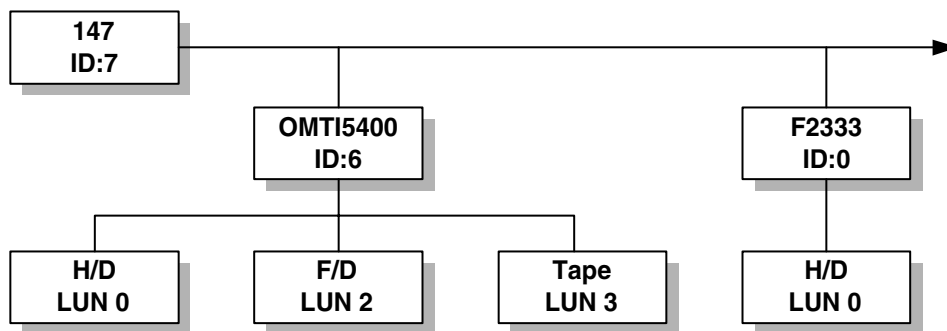 147
ID:7
OMTI5400
ID:6
F2333
ID:0
H/D
LUN 0
F/D
LUN 2
Tape
LUN 3
H/D
LUN 0